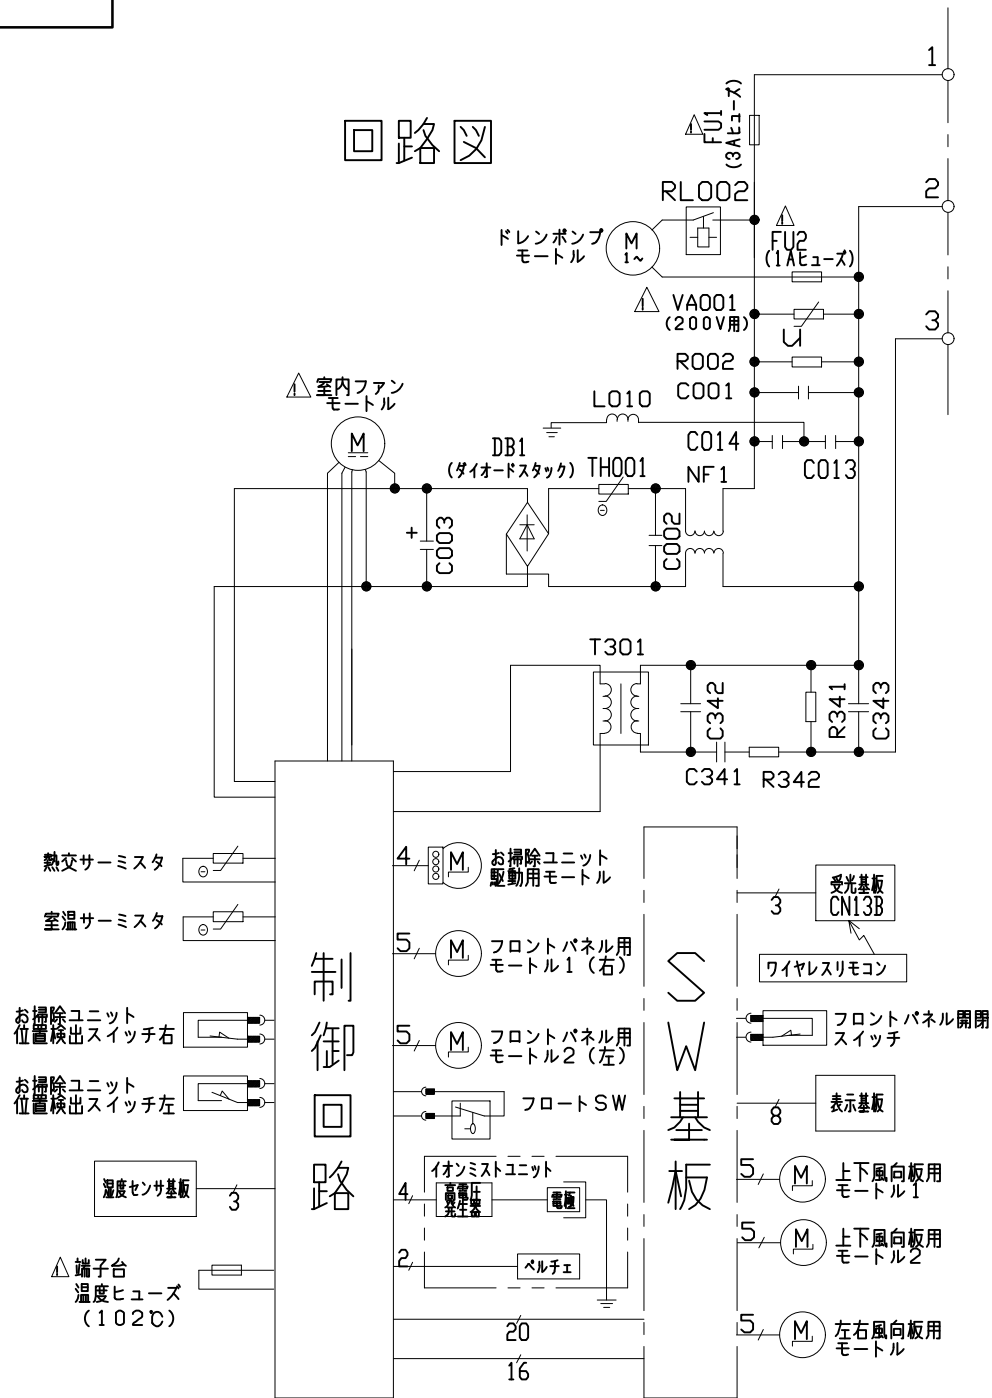 1
回路図
⚠ FU1
(3Aヒューズ)
RL002
2
ドレンポンプ
モートル
M
1~
⚠
FU2
(1Aヒューズ)
⚠ VA001
(200V用)
U
3
R002
C001
⚠ 室内ファン
モートル
M
L010
C014
C013
DB1
(ダイオードスタック)
TH001
NF1
+
C003
C002
T301
C342
R341
C343
C341
R342
熱交サーミスタ
室温サーミスタ
お掃除ユニット
位置検出スイッチ右
お掃除ユニット
位置検出スイッチ左
湿度センサ基板
3
⚠ 端子台
温度ヒューズ
(102℃)
制御回路
4
M
お掃除ユニット
駆動用モートル
5
M
フロントパネル用
モートル1(右)
5
M
フロントパネル用
モートル2(左)
フロートSW
イオンミストユニット
4
高電圧
発生器
電極
2
ペルチェ
20
16
SW基板
3
受光基板
CN13B
ワイヤレスリモコン
フロントパネル開閉
スイッチ
8
表示基板
5
M
上下風向板用
モートル1
5
M
上下風向板用
モートル2
5
M
左右風向板用
モートル